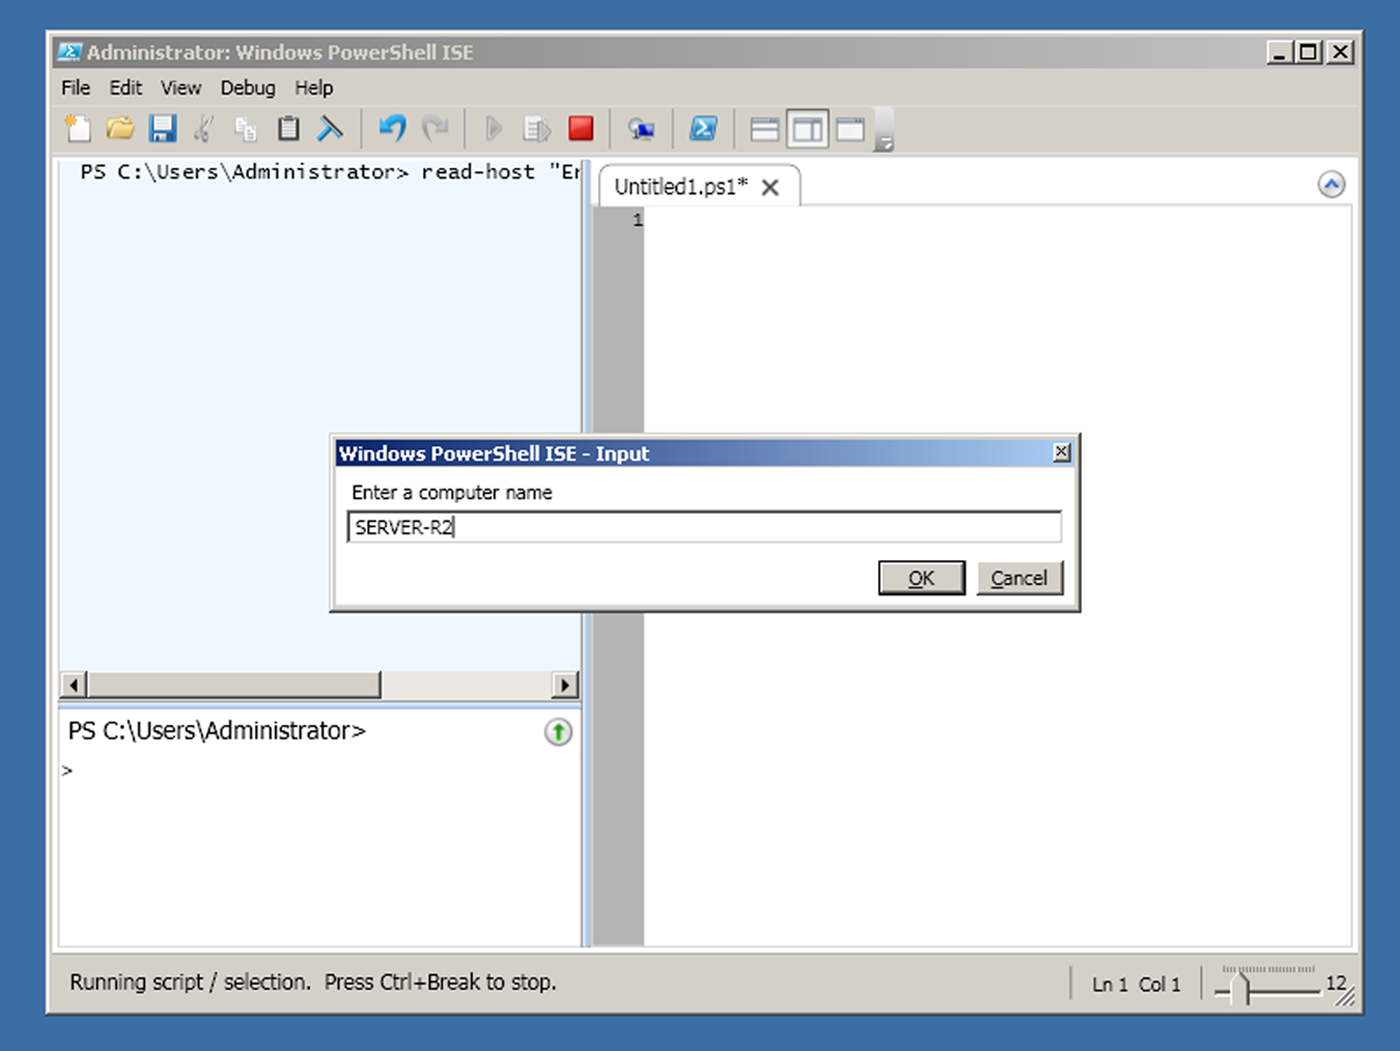 Administrator: Windows PowerShell ISE
File Edit View Debug Help
PS C:\Users\Administrator> read-host "Er
Untitled1.ps1*
1
Windows PowerShell ISE - Input
Enter a computer name
SERVER-R2
OK Cancel
PS C:\Users\Administrator>
>
Running script / selection. Press Ctrl+Break to stop.
Ln 1 Col 1
12